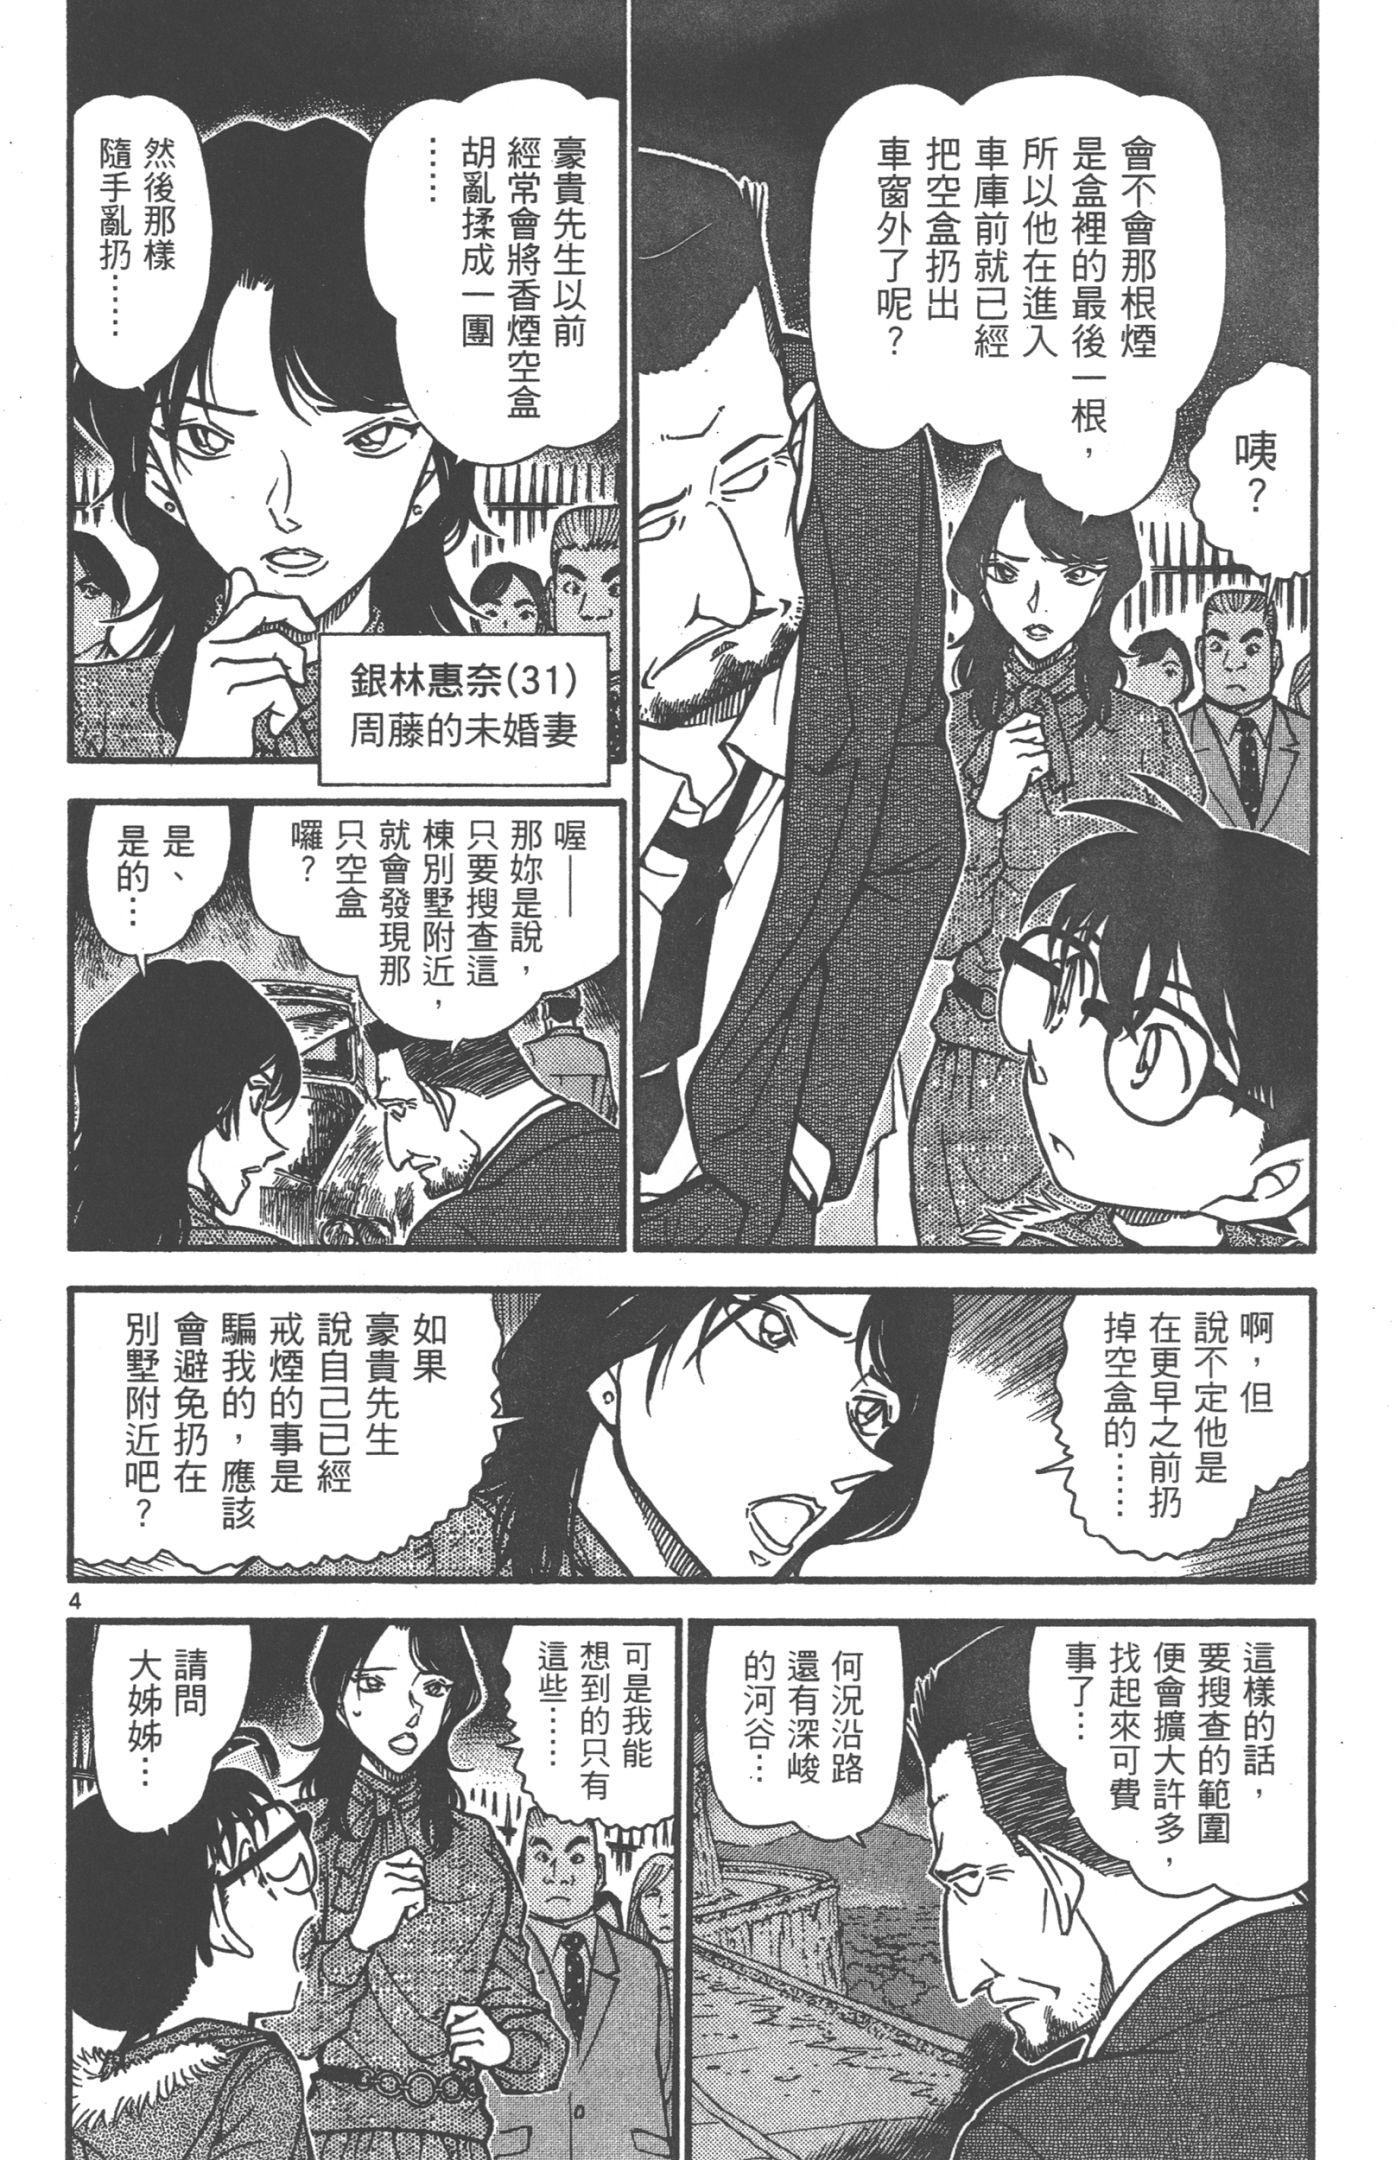 咦？
會不會那根煙
是盒裡的最後一根，
所以他在進入
車庫前就已經
把空盒扔出
車窗外了呢？
豪貴先生以前
經常會將香煙空盒
胡亂揉成一團
……
然後那樣
隨手亂扔……
銀林惠奈(31)
周藤的未婚妻
喔——
那妳是說，
只要搜查這
棟別墅附近，
就會發現那
只空盒
囉？
是、
是的…
啊，但
說不定他是
在更早之前扔
掉空盒的……
如果
豪貴先生
說自己已經
戒煙的事是
騙我的，應該
會避免扔在
別墅附近吧？
4
這樣的話，
要搜查的範圍
便會擴大許多，
找起來可費
事了…
何況沿路
還有深峻
的河谷…
可是我能
想到的只有
這些……
請問
大姊姊…